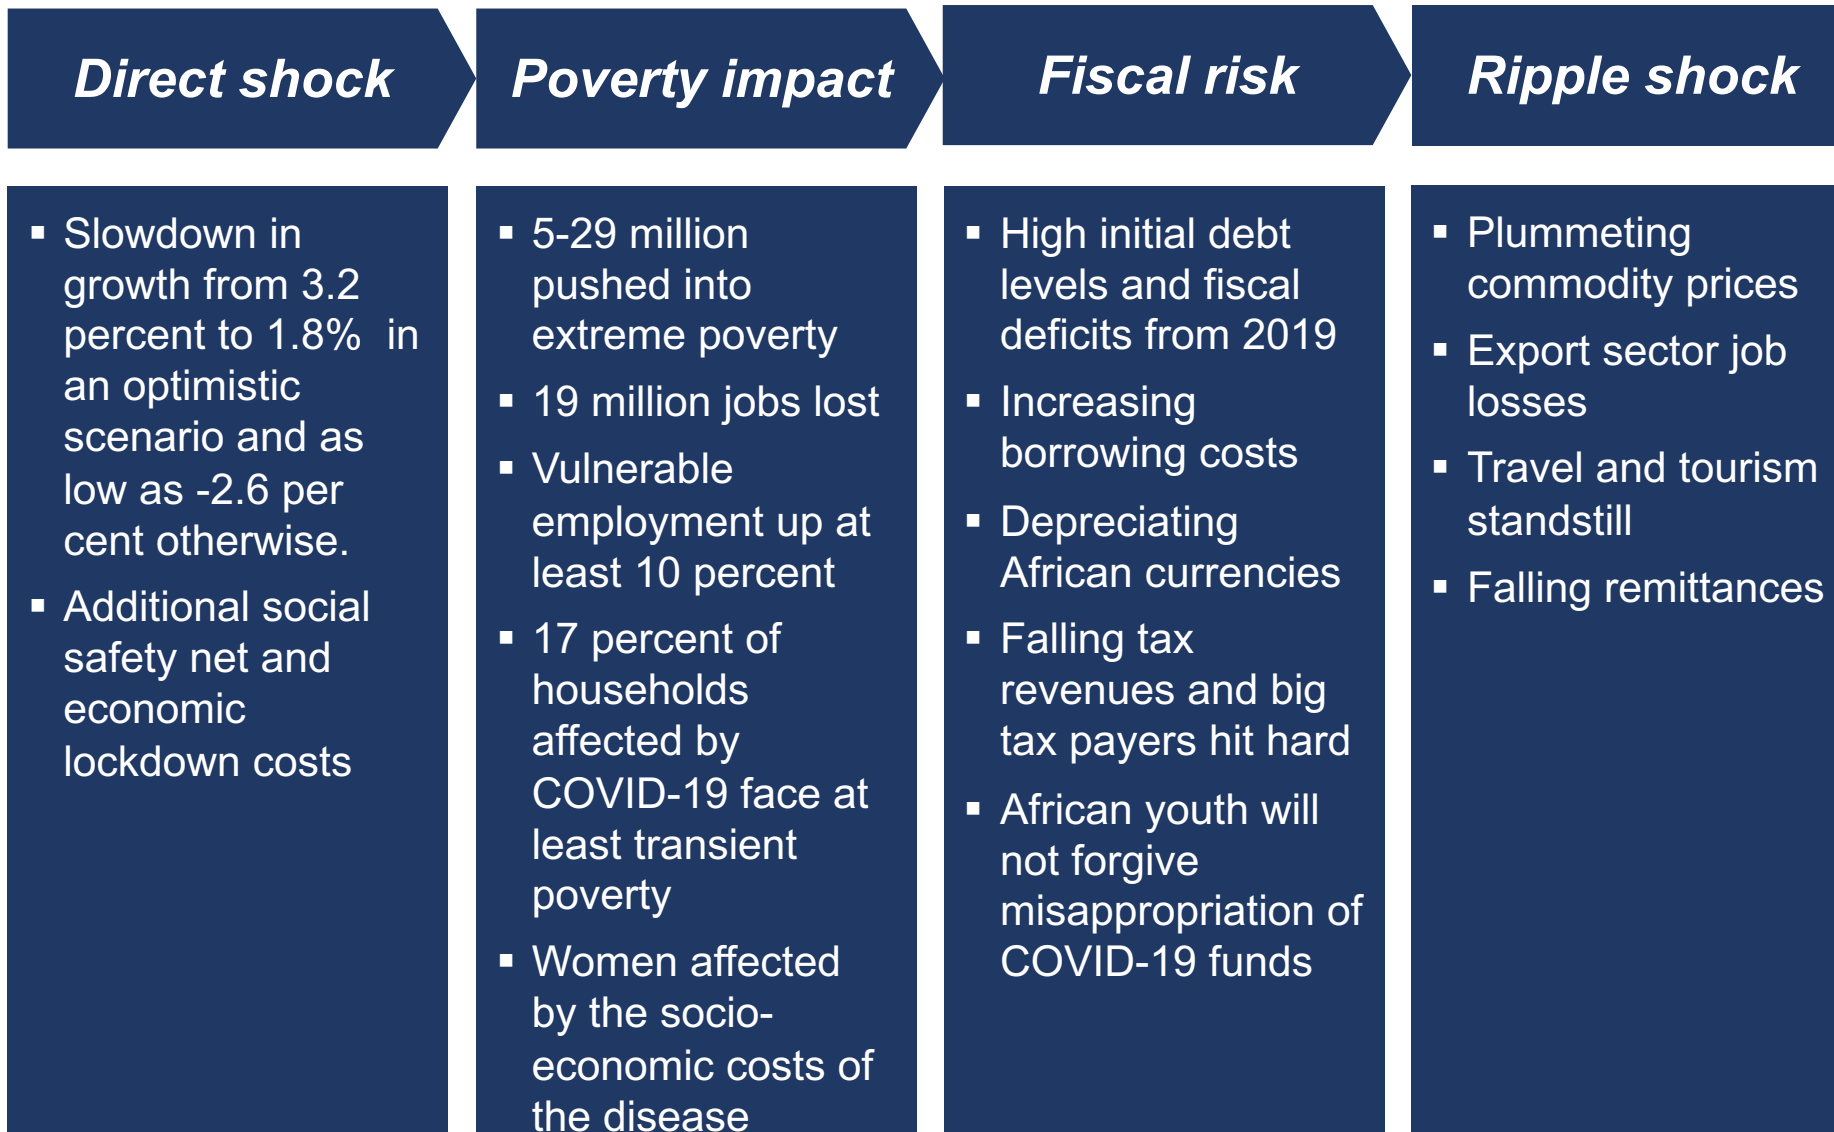 Direct shock
Poverty impact
Fiscal risk
Ripple shock
▪ Slowdown in
growth from 3.2
percent to 1.8%  in
an optimistic
scenario and as
low as -2.6 per
cent otherwise.
▪ Additional social
safety net and
economic
lockdown costs
▪ 5-29 million
pushed into
extreme poverty
▪ 19 million jobs lost
▪ Vulnerable
employment up at
least 10 percent
▪ 17 percent of
households
affected by
COVID-19 face at
least transient
poverty
▪ Women affected
by the socio-
economic costs of
the disease
▪ High initial debt
levels and fiscal
deficits from 2019
▪ Increasing
borrowing costs
▪ Depreciating
African currencies
▪ Falling tax
revenues and big
tax payers hit hard
▪ African youth will
not forgive
misappropriation of
COVID-19 funds
▪ Plummeting
commodity prices
▪ Export sector job
losses
▪ Travel and tourism
standstill
▪ Falling remittances